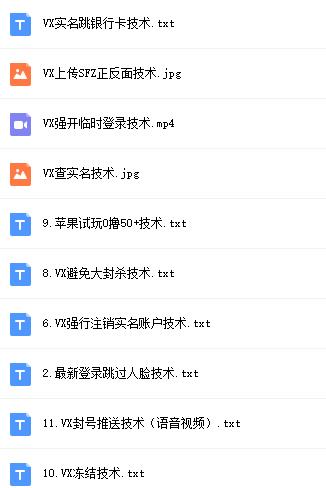 VX实名跳银行卡技术.txt
VX上传SFZ正反面技术.jpg
VX强开临时登录技术.mp4
VX查实名技术.jpg
9.苹果试玩0撸50+技术.txt
8.VX避免大封杀技术.txt
6.VX强行注销实名账户技术.txt
2.最新登录跳过人脸技术.txt
11.VX封号推送技术（语音视频）.txt
10.VX冻结技术.txt